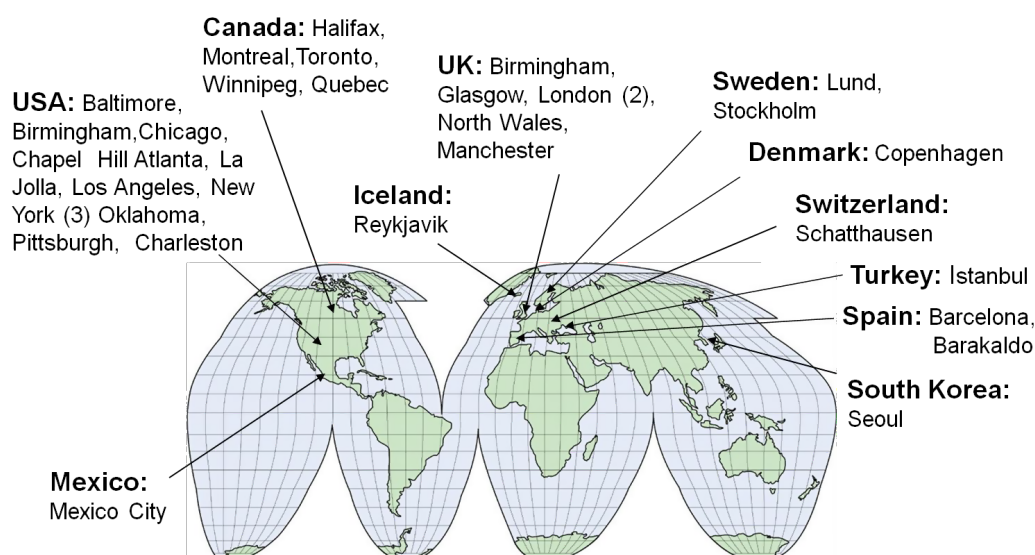 Canada: Halifax,
Montreal,Toronto,
Winnipeg, Quebec
USA: Baltimore,
Birmingham,Chicago,
Chapel Hill Atlanta, La
Jolla, Los Angeles, New
York (3) Oklahoma,
Pittsburgh, Charleston
UK: Birmingham,
Glasgow, London (2),
North Wales,
Manchester
Iceland:
Reykjavik
Sweden: Lund,
Stockholm
Denmark: Copenhagen
Switzerland:
Schatthausen
Turkey: İstanbul
Spain: Barcelona,
Barakaldo
South Korea:
Seoul
Mexico:
Mexico City